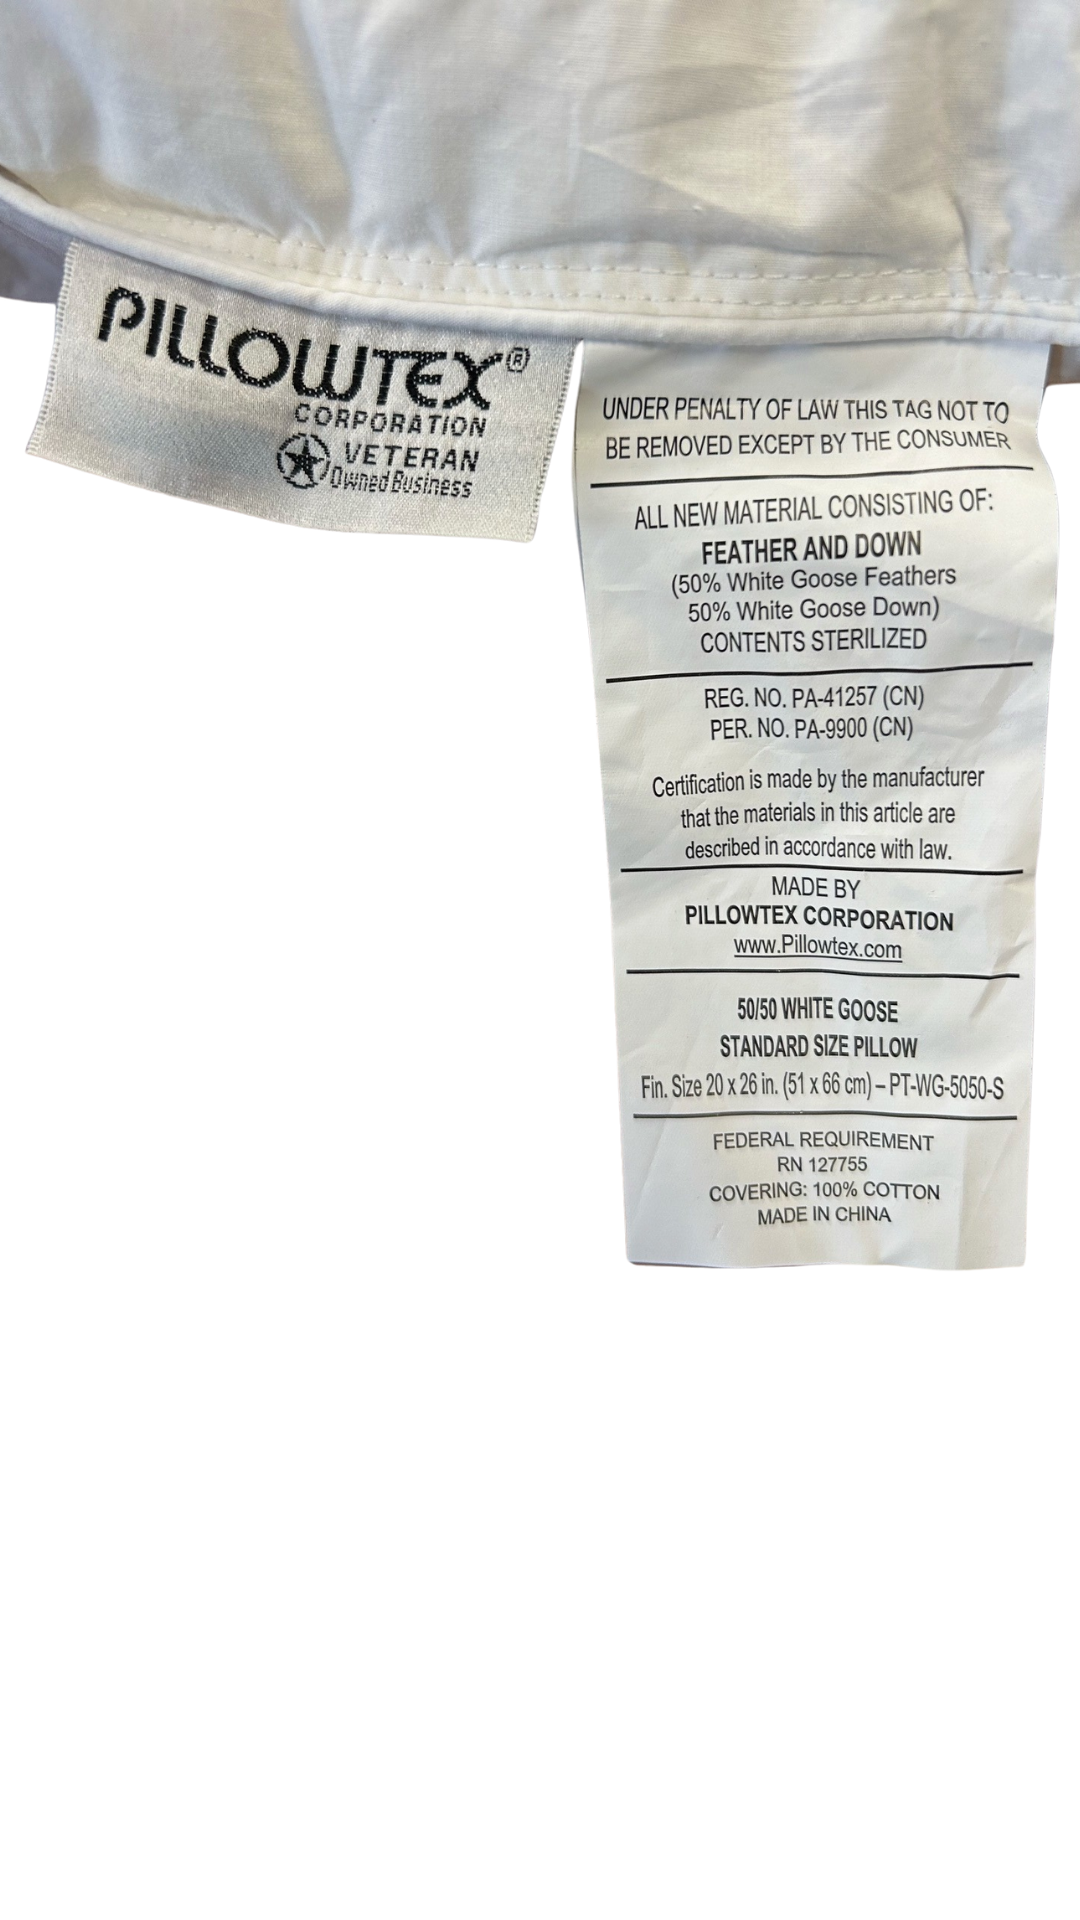 PILLOWTEX®
CORPORATION
VETERAN
Owned Business
UNDER PENALTY OF LAW THIS TAG NOT TO
BE REMOVED EXCEPT BY THE CONSUMER
ALL NEW MATERIAL CONSISTING OF:
FEATHER AND DOWN
(50% White Goose Feathers
50% White Goose Down)
CONTENTS STERILIZED
REG. NO. PA-41257 (CN)
PER. NO. PA-9900 (CN)
Certification is made by the manufacturer
that the materials in this article are
described in accordance with law.
MADE BY
PILLOWTEX CORPORATION
www.Pillowtex.com
50/50 WHITE GOOSE
STANDARD SIZE PILLOW
Fin. Size 20 x 26 in. (51 x 66 cm) – PT-WG-5050-S
FEDERAL REQUIREMENT
RN 127755
COVERING: 100% COTTON
MADE IN CHINA